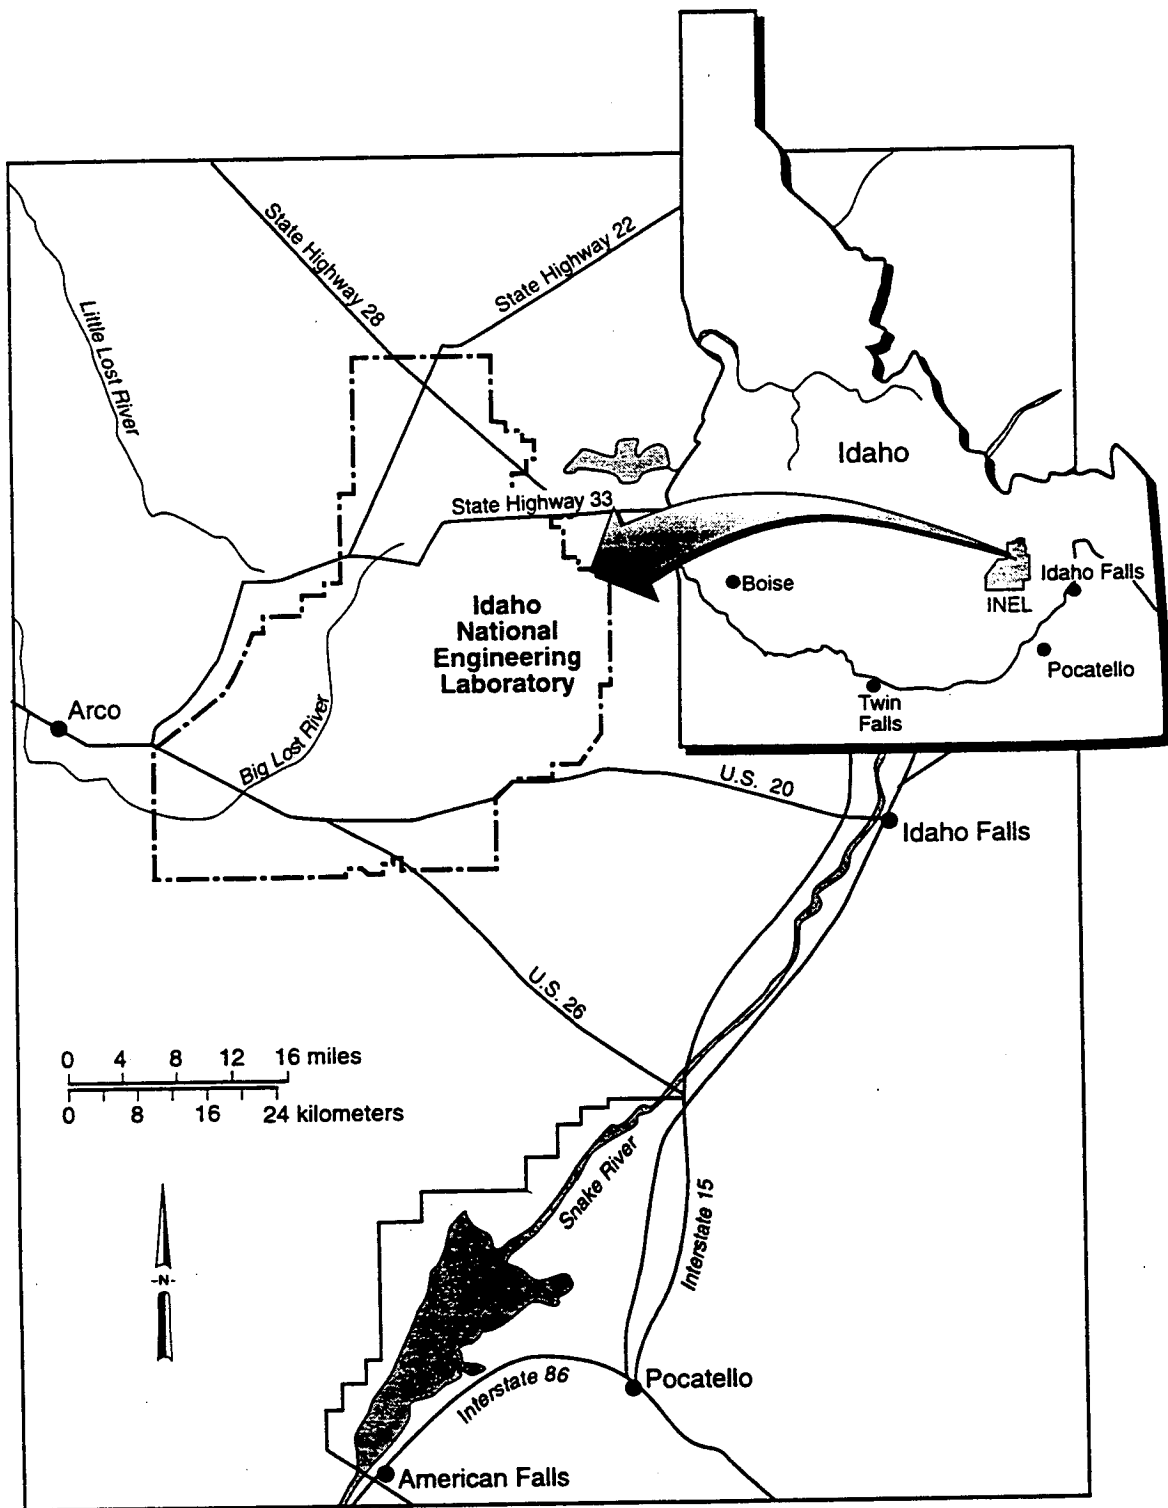 State Highway 28
State Highway 22
Little Lost River
Idaho
State Highway 33
Boise
Idaho Falls
INEL
Idaho
National
Engineering
Laboratory
Pocatello
Twin
Falls
Arco
Big Lost River
U.S. 20
Idaho Falls
U.S. 26
0 4 8 12 16 miles
0 8 16 24 kilometers
Snake River
Interstate 15
-N-
Interstate 86
Pocatello
American Falls